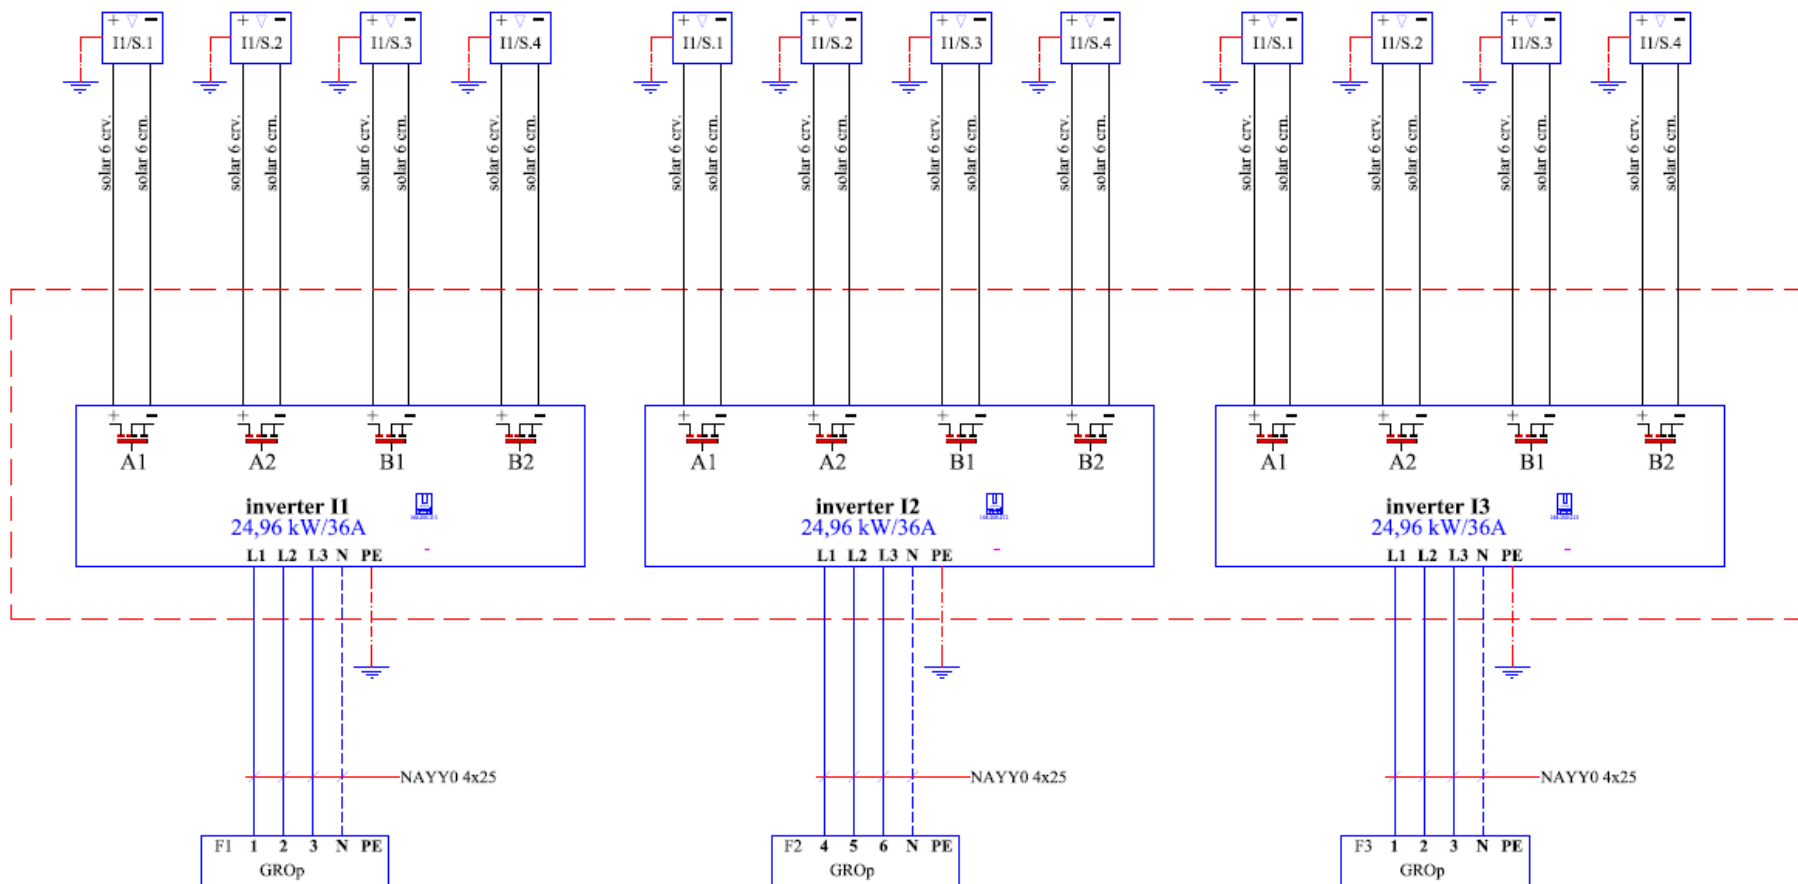 + ▽ − + ▽ − + ▽ − + ▽ − + ▽ − + ▽ − + ▽ − + ▽ − + ▽ − + ▽ − + ▽ − + ▽ −
I1/S.1 I1/S.2 I1/S.3 I1/S.4 I1/S.1 I1/S.2 I1/S.3 I1/S.4 I1/S.1 I1/S.2 I1/S.3 I1/S.4
solar 6 crv.
solar 6 crn.
solar 6 crv.
solar 6 crn.
solar 6 crv.
solar 6 crn.
solar 6 crv.
solar 6 crn.
solar 6 crv.
solar 6 crn.
solar 6 crv.
solar 6 crn.
solar 6 crv.
solar 6 crn.
solar 6 crv.
solar 6 crn.
solar 6 crv.
solar 6 crn.
solar 6 crv.
solar 6 crn.
solar 6 crv.
solar 6 crn.
solar 6 crv.
solar 6 crn.
+ − + − + − + − + − + − + − + − + − + − + − + −
A1 A2 B1 B2 A1 A2 B1 B2 A1 A2 B1 B2
inverter I1 inverter I2 inverter I3
24,96 kW/36A 24,96 kW/36A 24,96 kW/36A
L1 L2 L3 N PE L1 L2 L3 N PE L1 L2 L3 N PE
NAYY0 4x25 NAYY0 4x25 NAYY0 4x25
F1 1 2 3 N PE F2 4 5 6 N PE F3 1 2 3 N PE
GROp GROp GROp